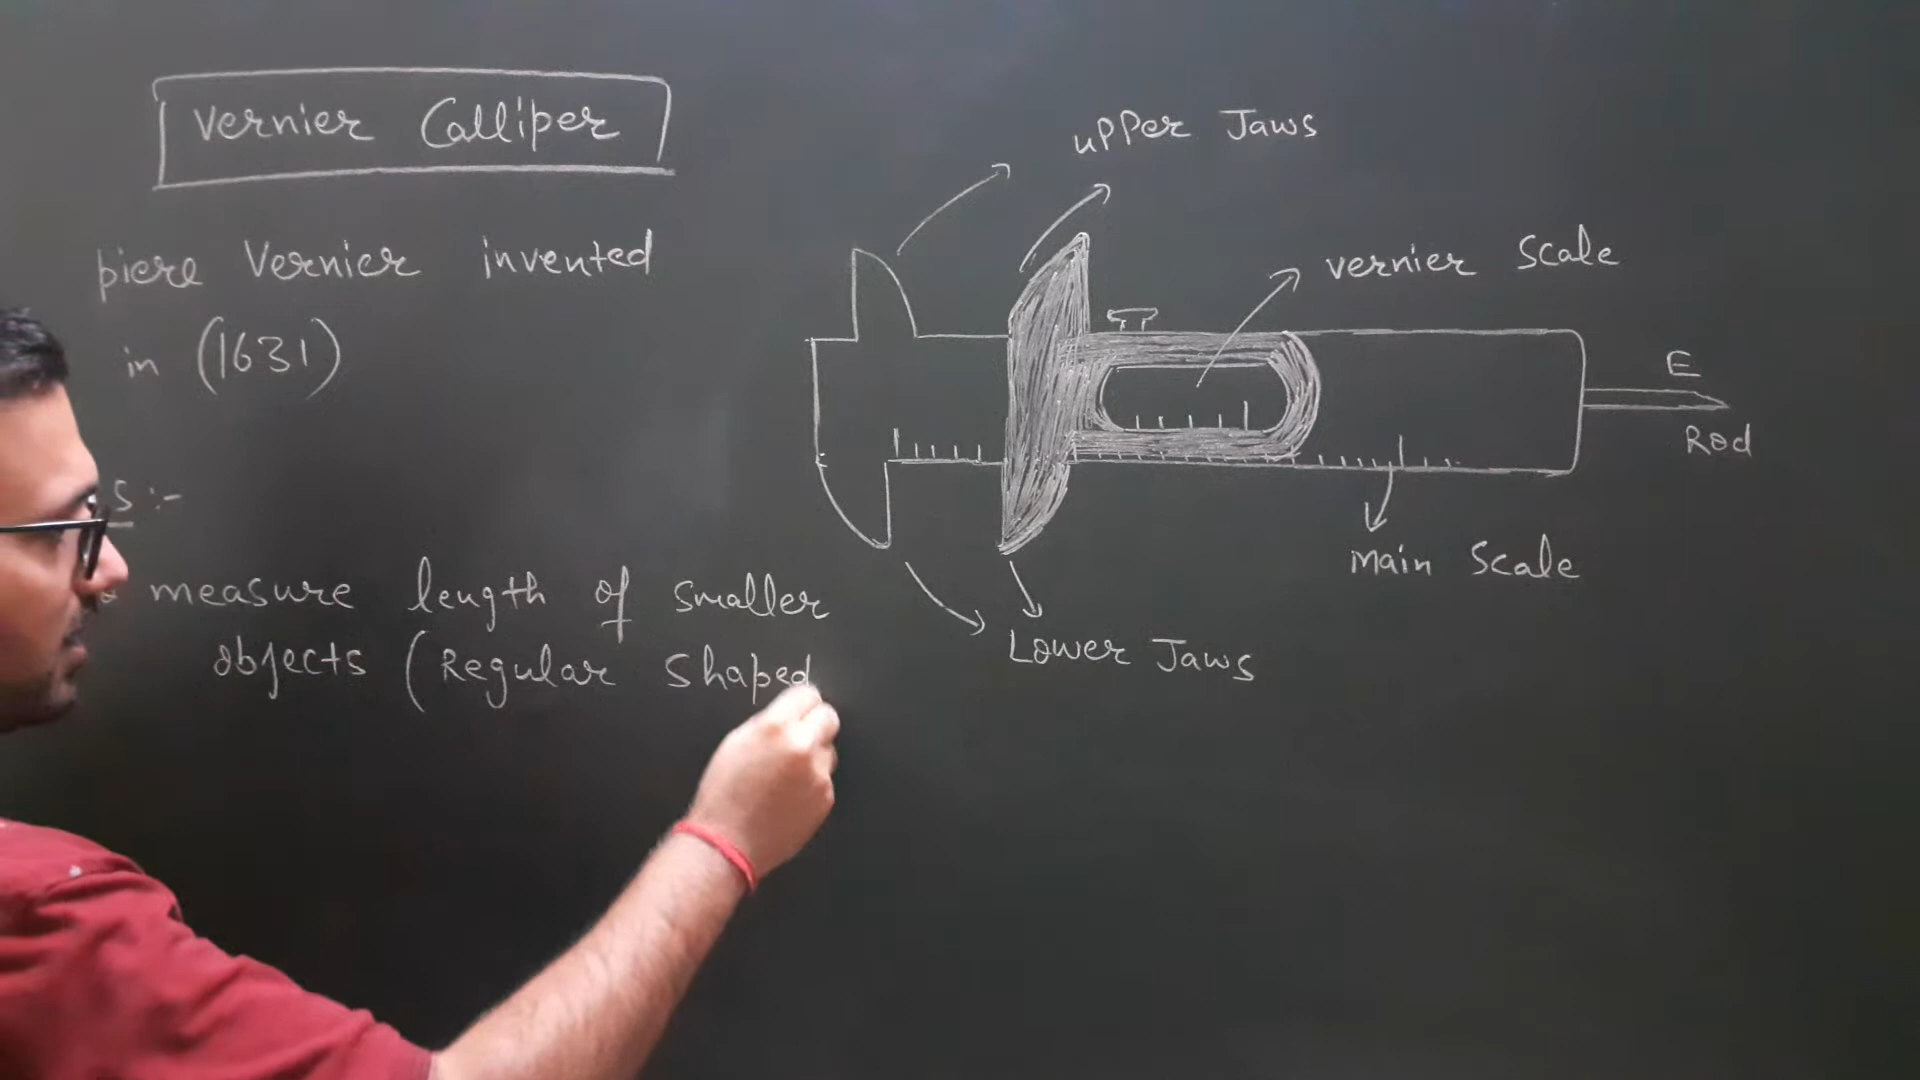 Vernier Calliper
piere Vernier invented
in (1631)
s :-
measure length of smaller
objects (Regular shaped
upper Jaws
vernier scale
E
Rod
Main scale
Lower Jaws